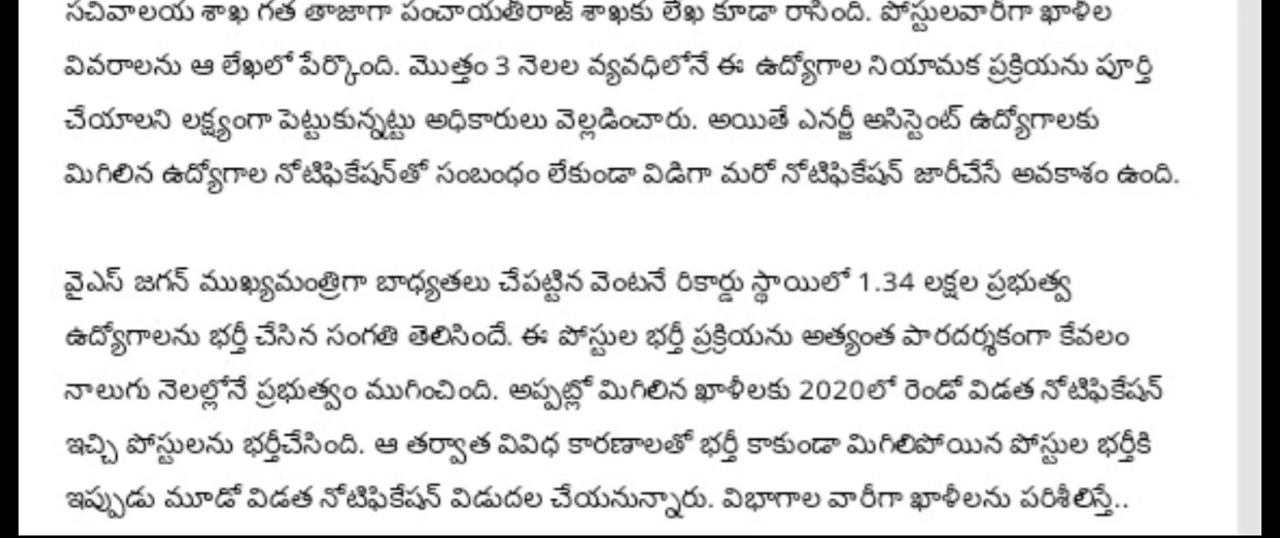 సచివాలయ శాఖ గత తాజాగా పంచాయతీరాజ్ శాఖకు లేఖ కూడా రాసింది. పోస్టులవారీగా ఖాళీల
వివరాలను ఆ లేఖలో పేర్కొంది. మొత్తం 3 నెలల వ్యవధిలోనే ఈ ఉద్యోగాల నియామక ప్రక్రియను పూర్తి
చేయాలని లక్ష్యంగా పెట్టుకున్నట్టు అధికారులు వెల్లడించారు. అయితే ఎనర్జీ అసిస్టెంట్ ఉద్యోగాలకు
మిగిలిన ఉద్యోగాల నోటిఫికేషన్‌తో సంబంధం లేకుండా విడిగా మరో నోటిఫికేషన్ జారీచేసే అవకాశం ఉంది.
వైఎస్ జగన్ ముఖ్యమంత్రిగా బాధ్యతలు చేపట్టిన వెంటనే రికార్డు స్థాయిలో 1.34 లక్షల ప్రభుత్వ
ఉద్యోగాలను భర్తీ చేసిన సంగతి తెలిసిందే. ఈ పోస్టుల భర్తీ ప్రక్రియను అత్యంత పారదర్శకంగా కేవలం
నాలుగు నెలల్లోనే ప్రభుత్వం ముగించింది. అప్పట్లో మిగిలిన ఖాళీలకు 2020లో రెండో విడత నోటిఫికేషన్
ఇచ్చి పోస్టులను భర్తీచేసింది. ఆ తర్వాత వివిధ కారణాలతో భర్తీ కాకుండా మిగిలిపోయిన పోస్టుల భర్తీకి
ఇప్పుడు మూడో విడత నోటిఫికేషన్ విడుదల చేయనున్నారు. విభాగాల వారీగా ఖాళీలను పరిశీలిస్తే..